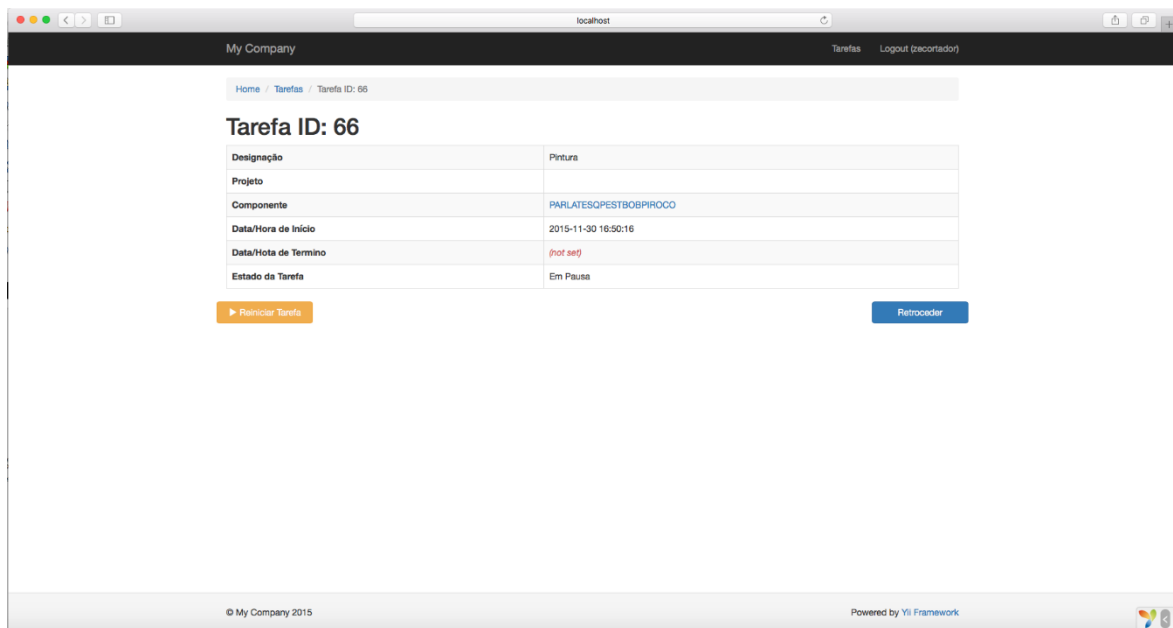 localhost
My Company Tarefas Logout (zecortador)
Home / Tarefas / Tarefa ID: 66
Tarefa ID: 66
Designação Pintura
Projeto
Componente PARLATESQPESTBOBPIROCO
Data/Hora de Início 2015-11-30 16:50:16
Data/Hota de Termino (not set)
Estado da Tarefa Em Pausa
Reiniciar Tarefa Retroceder
© My Company 2015 Powered by Yii Framework